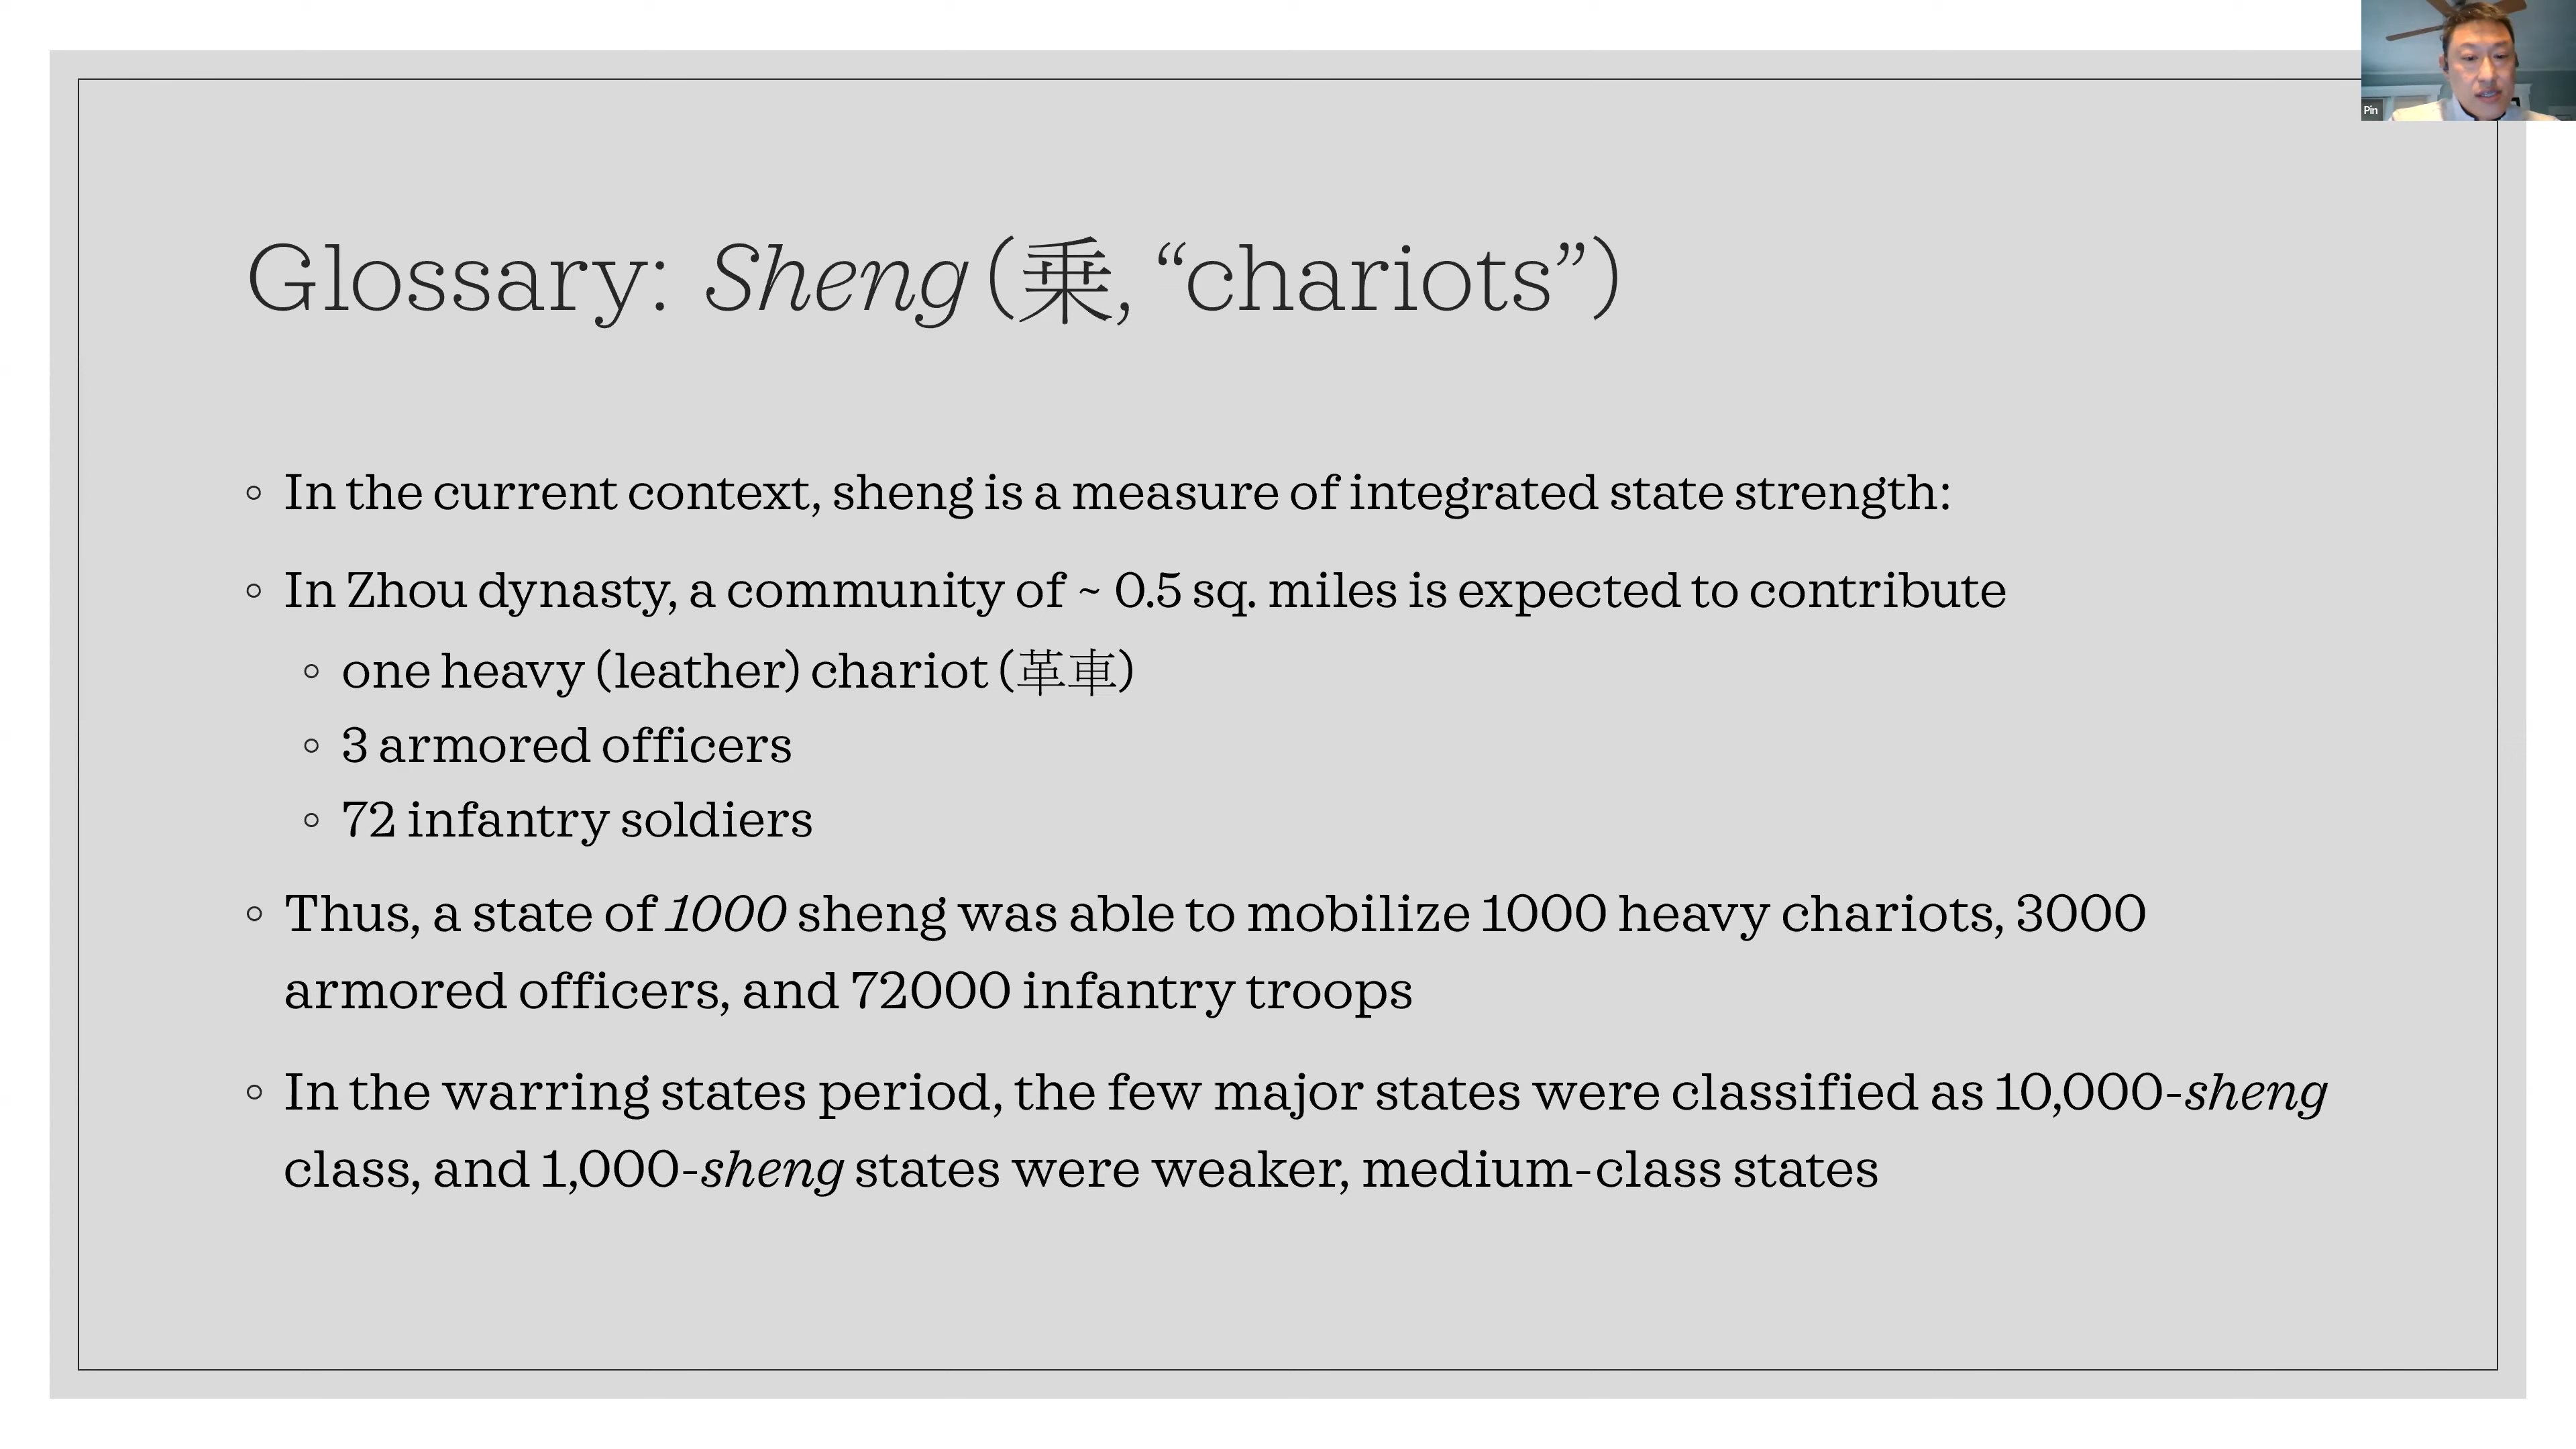 Pin
Glossary: Sheng (乗, “chariots”)
◦ In the current context, sheng is a measure of integrated state strength:
◦ In Zhou dynasty, a community of ~ 0.5 sq. miles is expected to contribute
◦ one heavy (leather) chariot (革車)
◦ 3 armored officers
◦ 72 infantry soldiers
◦ Thus, a state of 1000 sheng was able to mobilize 1000 heavy chariots, 3000
armored officers, and 72000 infantry troops
◦ In the warring states period, the few major states were classified as 10,000-sheng
class, and 1,000-sheng states were weaker, medium-class states